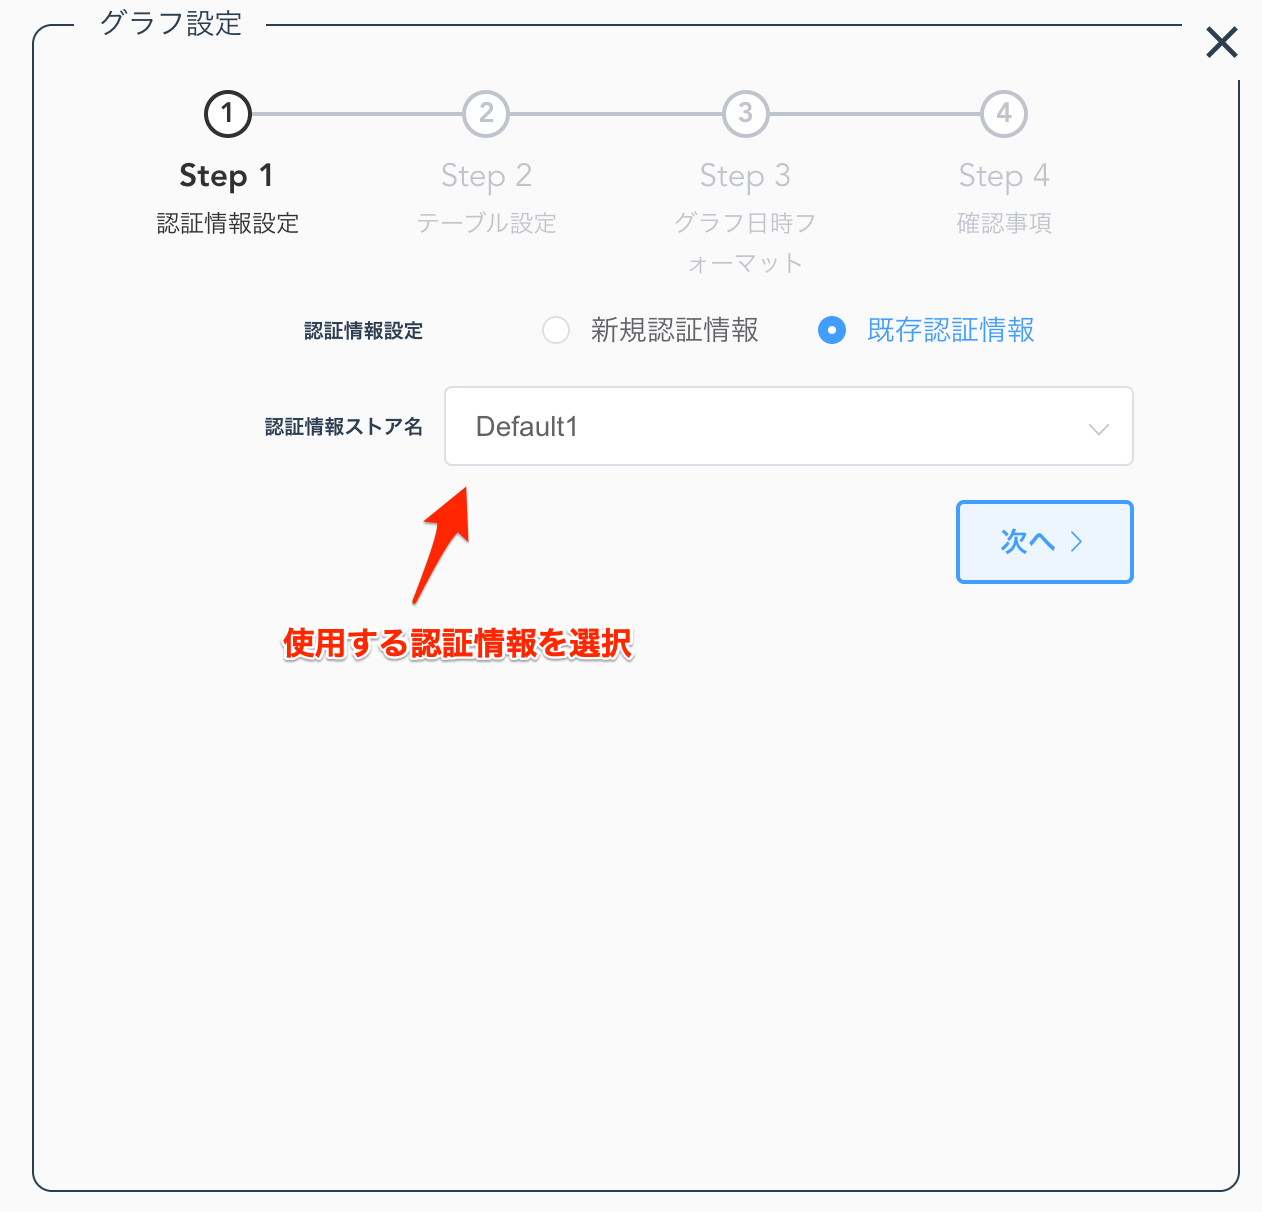 グラフ設定
1
2
3
4
Step 1
Step 2
Step 3
Step 4
認証情報設定
テーブル設定
グラフ日時フ
ォーマット
確認事項
認証情報設定
新規認証情報
既存認証情報
認証情報ストア名
Default1
次へ
使用する認証情報を選択